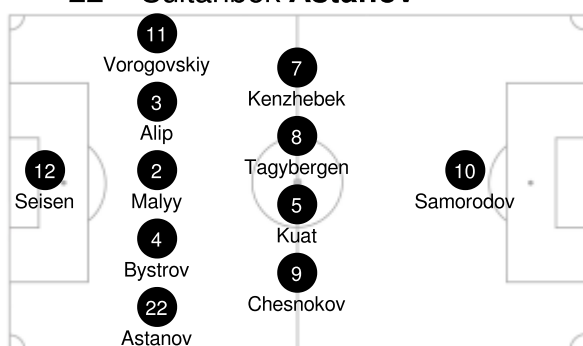 22 Sultanbek Astanov
11
Vorogovskiy
7
Kenzhebek
3
Alip
8
Tagybergen
12
Seisen
2
Malyy
10
Samorodov
5
Kuat
4
Bystrov
9
Chesnokov
22
Astanov